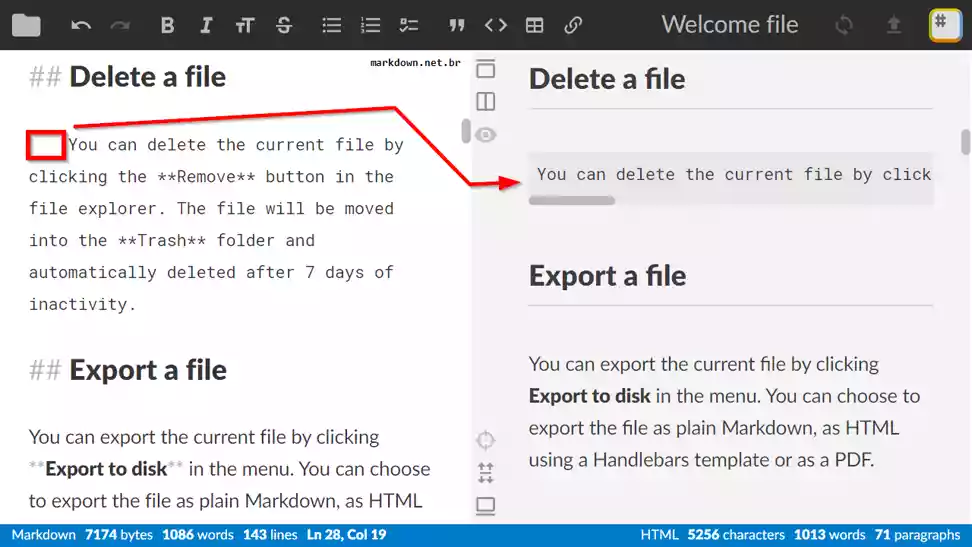 Welcome file
#
markdown.net.br
## Delete a file
You can delete the current file by
clicking the **Remove** button in the
file explorer. The file will be moved
into the **Trash** folder and
automatically deleted after 7 days of
inactivity.
## Export a file
You can export the current file by clicking
**Export to disk** in the menu. You can choose
to export the file as plain Markdown, as HTML
Delete a file
You can delete the current file by click
Export a file
You can export the current file by clicking
Export to disk in the menu. You can choose to
export the file as plain Markdown, as HTML
using a Handlebars template or as a PDF.
Markdown 7174 bytes 1086 words 143 lines Ln 28, Col 19
HTML 5256 characters 1013 words 71 paragraphs